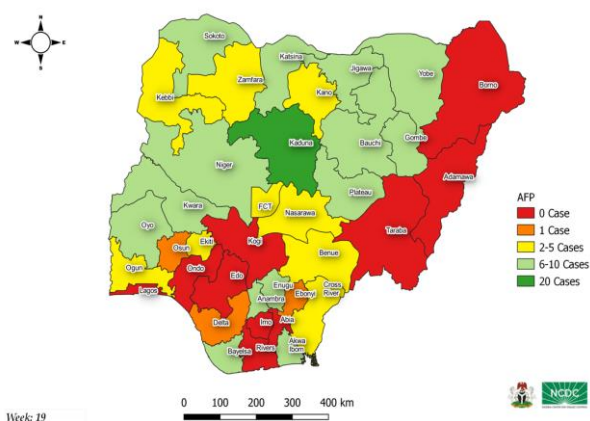 N
W
E
S
Sokoto
Katsina
Jigawa
Yobe
Borno
Zamfara
Kebbi
Kano
Kaduna
Bauchi
Gombe
Adamawa
Niger
Plateau
Kwara
FCT
Nasarawa
Taraba
Oyo
Osun
Ekiti
Kogi
Benue
Ogun
Ondo
Edo
Enugu
Anambra
Ebonyi
Cross
River
Lagos
Delta
Imo
Abia
Bayelsa
Rivers
Akwa
Ibom
AFP
0 Case
1 Case
2-5 Cases
6-10 Cases
20 Cases
Week: 19
0 100 200 300 400 km
NCDC